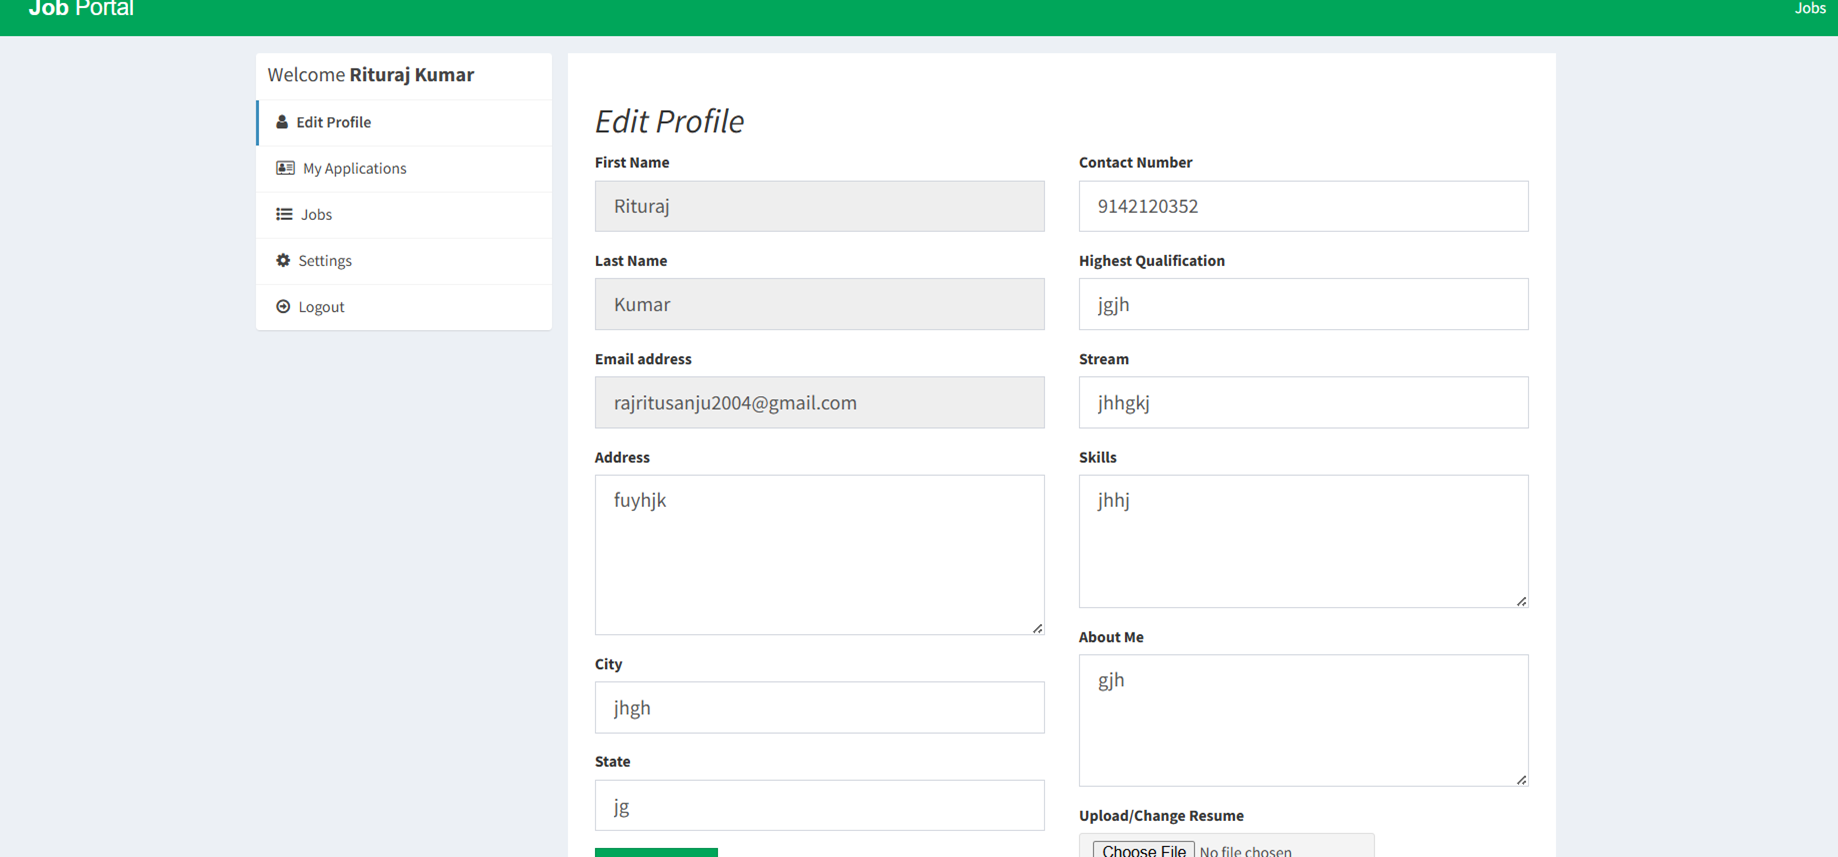 Job Portal
Jobs
Welcome Rituraj Kumar
Edit Profile
My Applications
Jobs
Settings
Logout
Edit Profile
First Name
Rituraj
Last Name
Kumar
Email address
rajritusanju2004@gmail.com
Address
fuyhjk
City
jhgh
State
jg
Contact Number
9142120352
Highest Qualification
jgjh
Stream
jhhgkj
Skills
jhhj
About Me
gjh
Upload/Change Resume
Choose File No file chosen